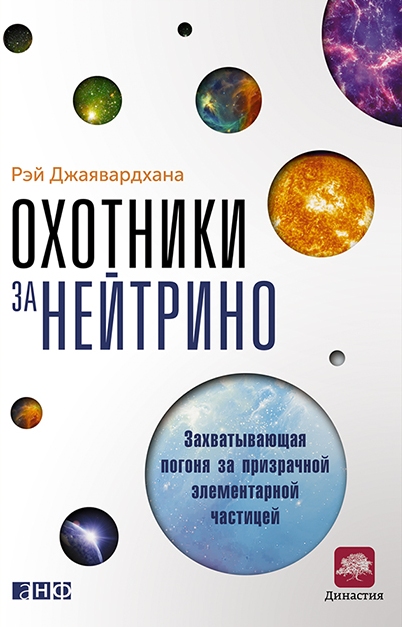 Рэй Джаявардхана
ОХОТНИКИ
ЗА НЕЙТРИНО
Захватывающая
погоня за призрачной
элементарной
частицей
АНФ
Династия